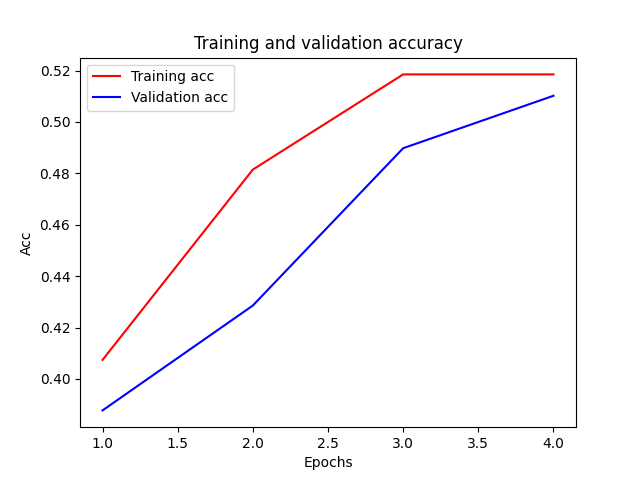 Training and validation accuracy
Training acc
Validation acc
0.52
0.50
0.48
0.46
0.44
0.42
0.40
Acc
1.0 1.5 2.0 2.5 3.0 3.5 4.0
Epochs